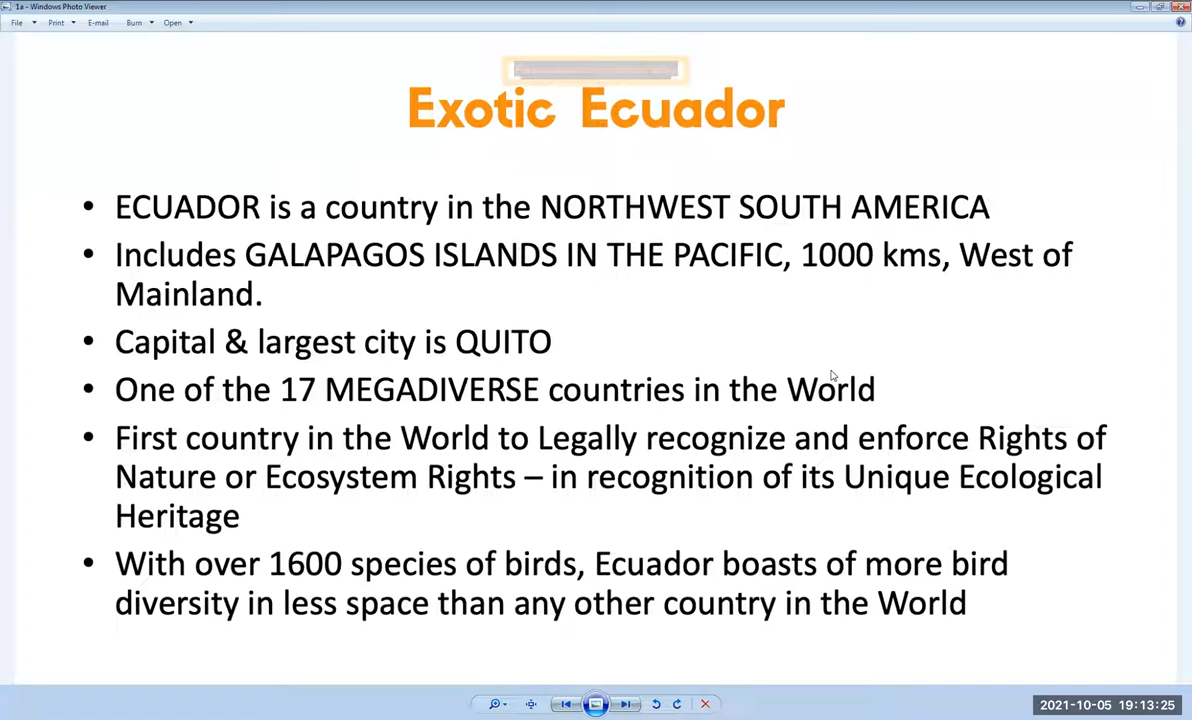 1a - Windows Photo Viewer
File Print E-mail Burn Open
Exotic Ecuador
• ECUADOR is a country in the NORTHWEST SOUTH AMERICA
• Includes GALAPAGOS ISLANDS IN THE PACIFIC, 1000 kms, West of
Mainland.
• Capital & largest city is QUITO
• One of the 17 MEGADIVERSE countries in the World
• First country in the World to Legally recognize and enforce Rights of
Nature or Ecosystem Rights – in recognition of its Unique Ecological
Heritage
• With over 1600 species of birds, Ecuador boasts of more bird
diversity in less space than any other country in the World
2021-10-05 19:13:25